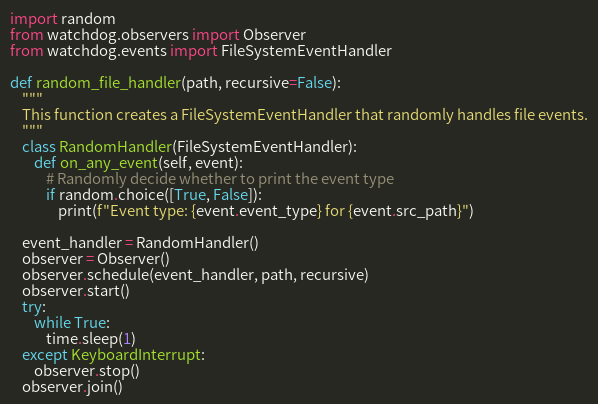 import random
from watchdog.observers import Observer
from watchdog.events import FileSystemEventHandler

def random_file_handler(path, recursive=False):
    """
    This function creates a FileSystemEventHandler that randomly handles file events.
    """
    class RandomHandler(FileSystemEventHandler):
        def on_any_event(self, event):
            # Randomly decide whether to print the event type
            if random.choice([True, False]):
                print(f"Event type: {event.event_type} for {event.src_path}")

    event_handler = RandomHandler()
    observer = Observer()
    observer.schedule(event_handler, path, recursive)
    observer.start()
    try:
        while True:
            time.sleep(1)
    except KeyboardInterrupt:
        observer.stop()
    observer.join()